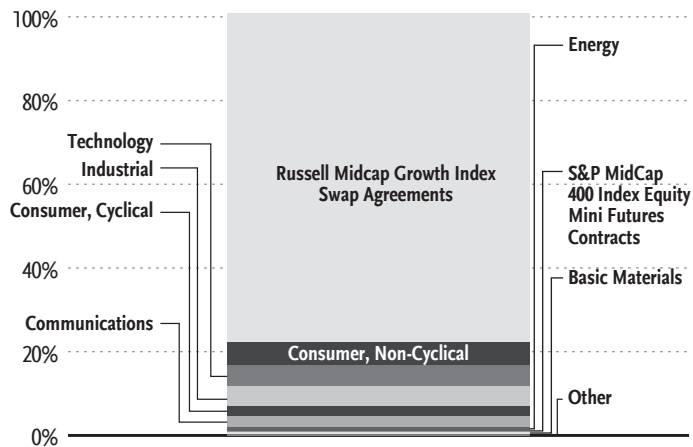 100%
Energy
80%
Technology
Industrial
Russell Midcap Growth Index
Swap Agreements
S&P MidCap
400 Index Equity
Mini Futures
Contracts
60%
Consumer, Cyclical
40%
Basic Materials
Communications
20%
Consumer, Non-Cyclical
Other
0%